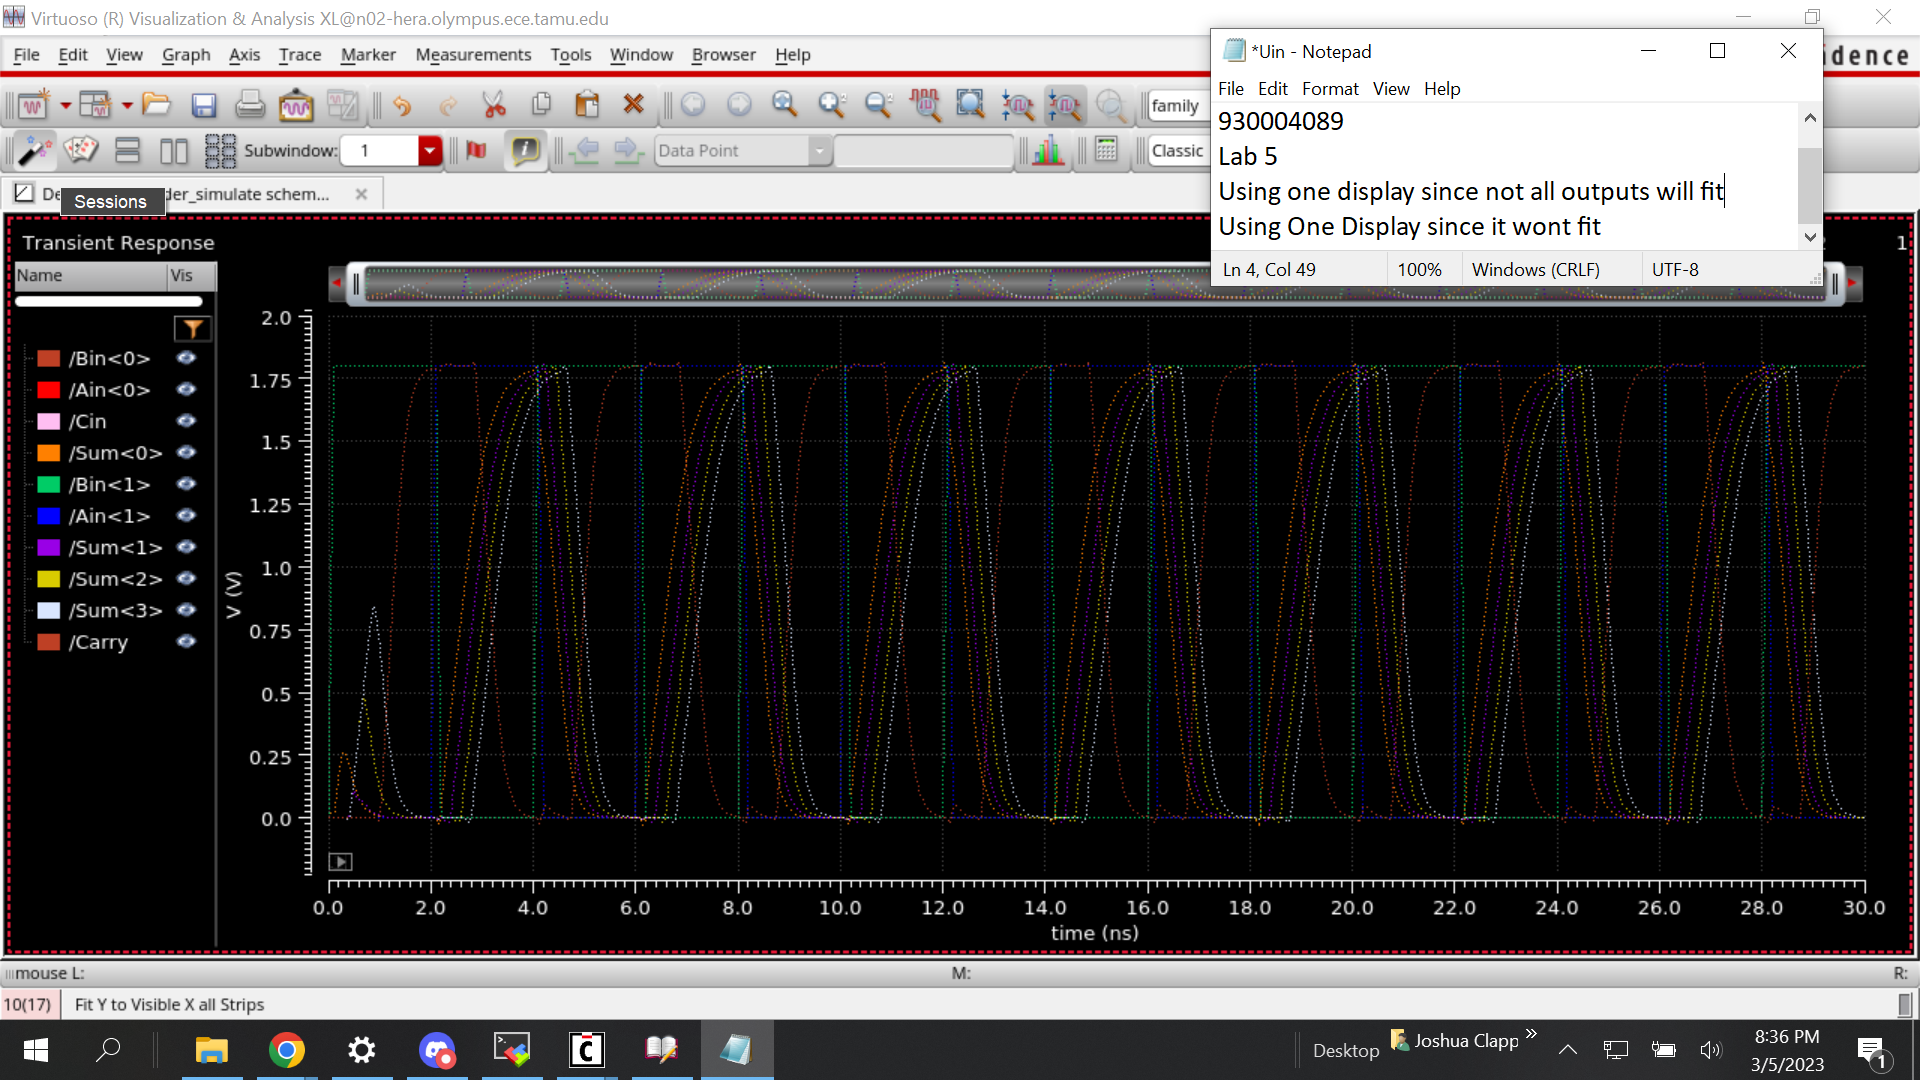 Virtuoso (R) Visualization & Analysis XL@n02-hera.olympus.ece.tamu.edu
File Edit View Graph Axis Trace Marker Measurements Tools Window Browser Help
dence
family
Subwindow: 1
Data Point
Classic
De
der_simulate schem...
Sessions
*Uin - Notepad
File Edit Format View Help
930004089
Lab 5
Using one display since not all outputs will fit
Using One Display since it wont fit
Ln 4, Col 49 100% Windows (CRLF) UTF-8
Transient Response
1
Name Vis
/Bin<0>
/Ain<0>
/Cin
/Sum<0>
/Bin<1>
/Ain<1>
/Sum<1>
/Sum<2>
/Sum<3>
/Carry
V (V)
2.0
1.75
1.5
1.25
1.0
0.75
0.5
0.25
0.0
0.0 2.0 4.0 6.0 8.0 10.0 12.0 14.0 16.0 18.0 20.0 22.0 24.0 26.0 28.0 30.0
time (ns)
mouse L: M: R:
10(17) Fit Y to Visible X all Strips
Desktop
Joshua Clapp
8:36 PM
3/5/2023
1